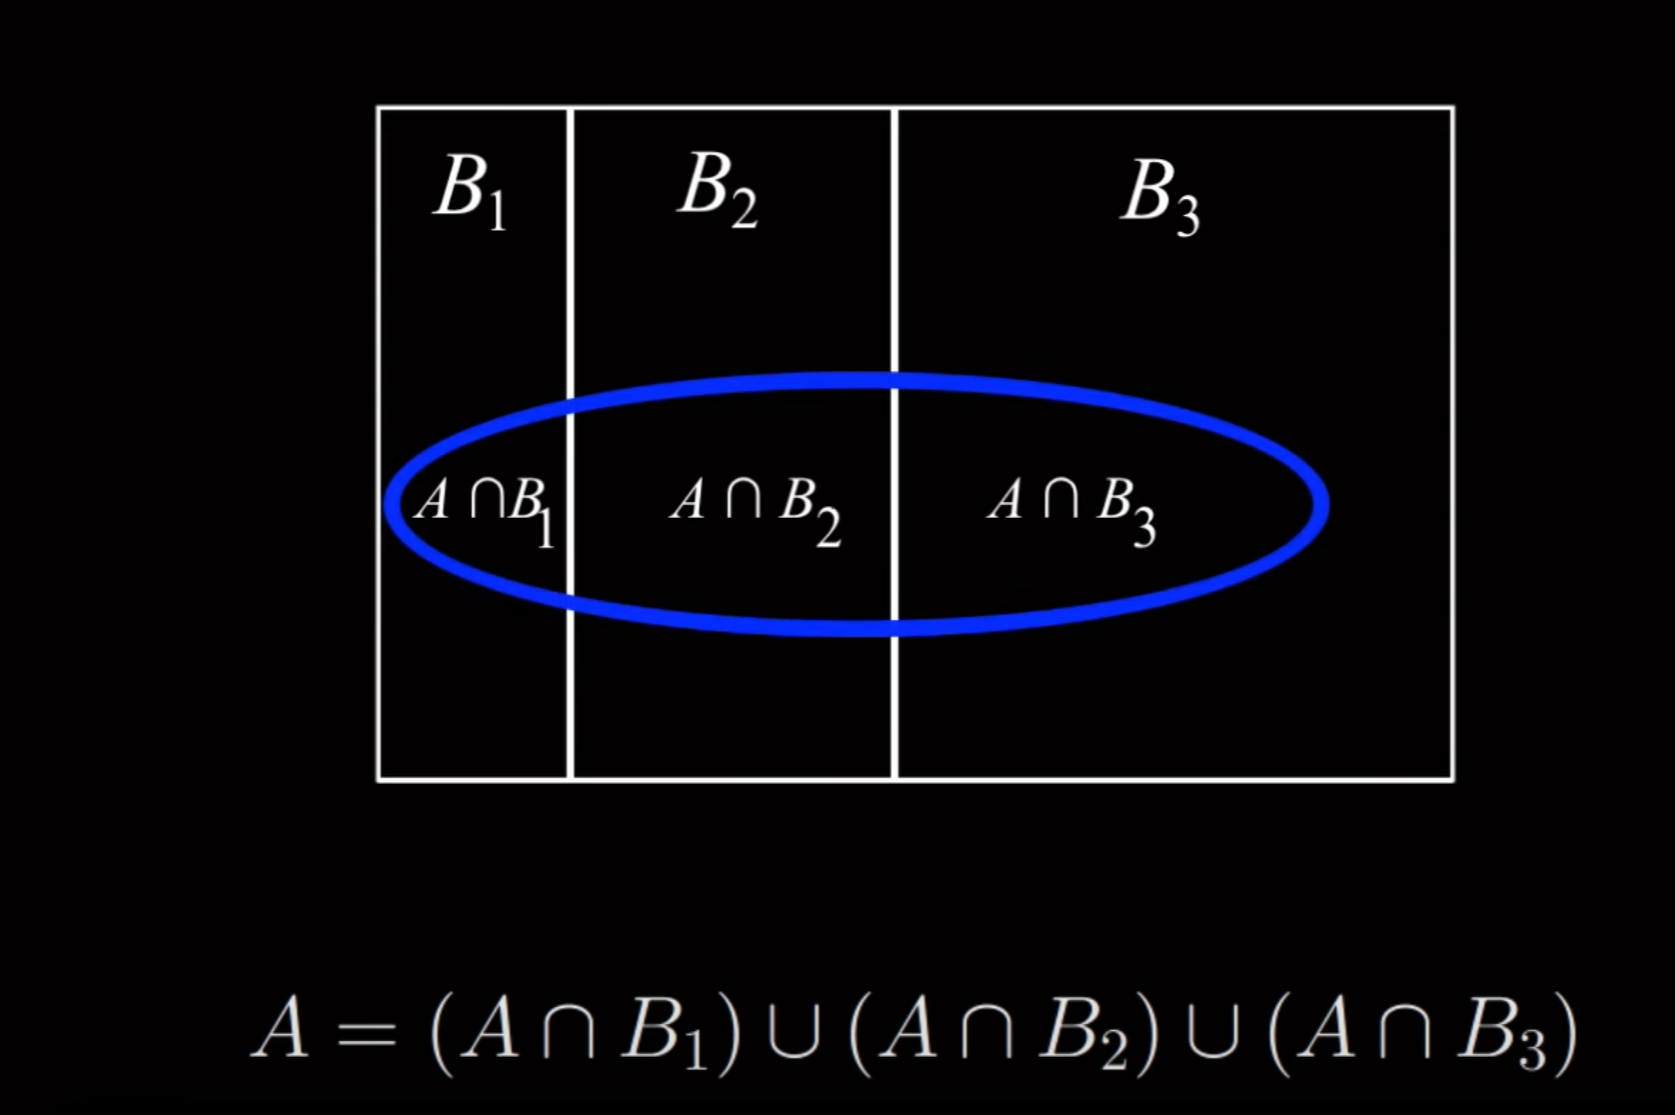 B₁ B₂ B₃
A ∩ B₁ A ∩ B₂ A ∩ B₃
A = (A ∩ B₁) ∪ (A ∩ B₂) ∪ (A ∩ B₃)